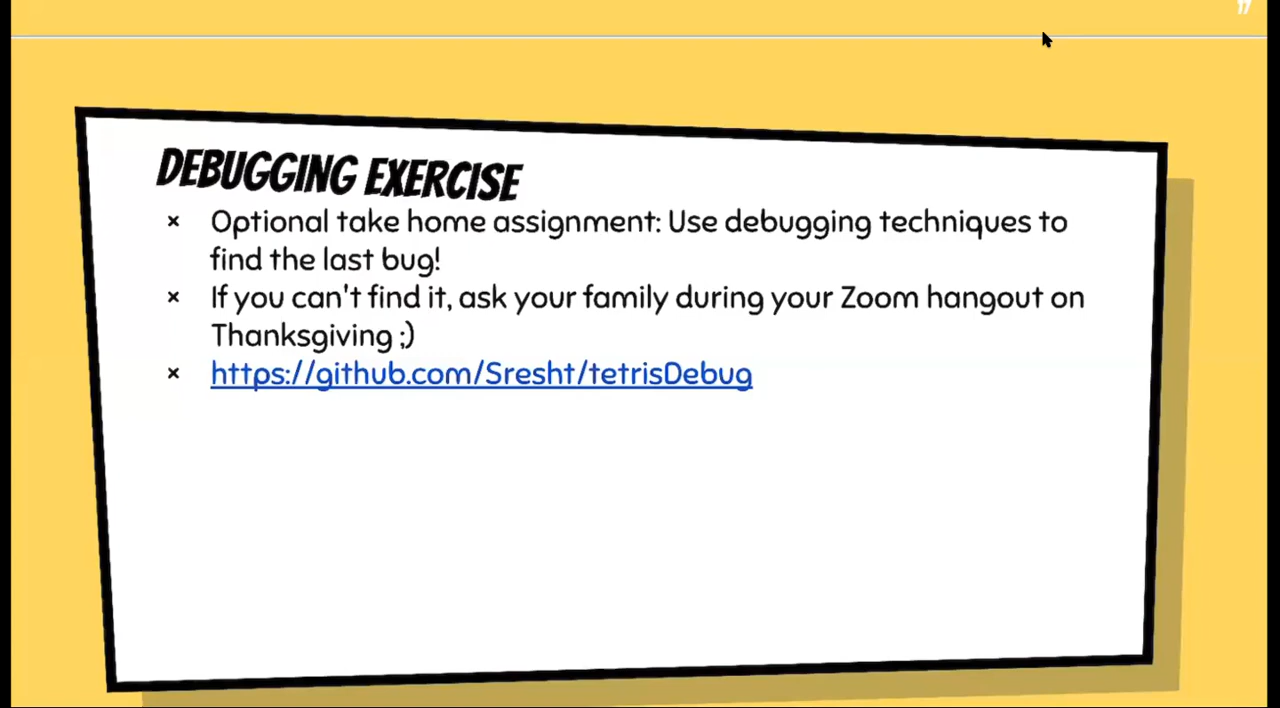 17
DEBUGGING EXERCISE
× Optional take home assignment: Use debugging techniques to
find the last bug!
× If you can't find it, ask your family during your Zoom hangout on
Thanksgiving ;)
× https://github.com/Sresht/tetrisDebug